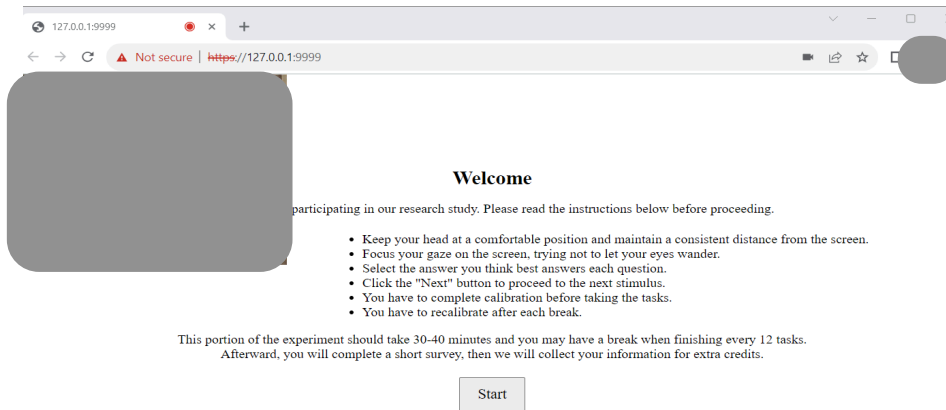 127.0.0.1:9999
Not secure | https://127.0.0.1:9999
Welcome
participating in our research study. Please read the instructions below before proceeding.
• Keep your head at a comfortable position and maintain a consistent distance from the screen.
• Focus your gaze on the screen, trying not to let your eyes wander.
• Select the answer you think best answers each question.
• Click the "Next" button to proceed to the next stimulus.
• You have to complete calibration before taking the tasks.
• You have to recalibrate after each break.
This portion of the experiment should take 30-40 minutes and you may have a break when finishing every 12 tasks.
Afterward, you will complete a short survey, then we will collect your information for extra credits.
Start